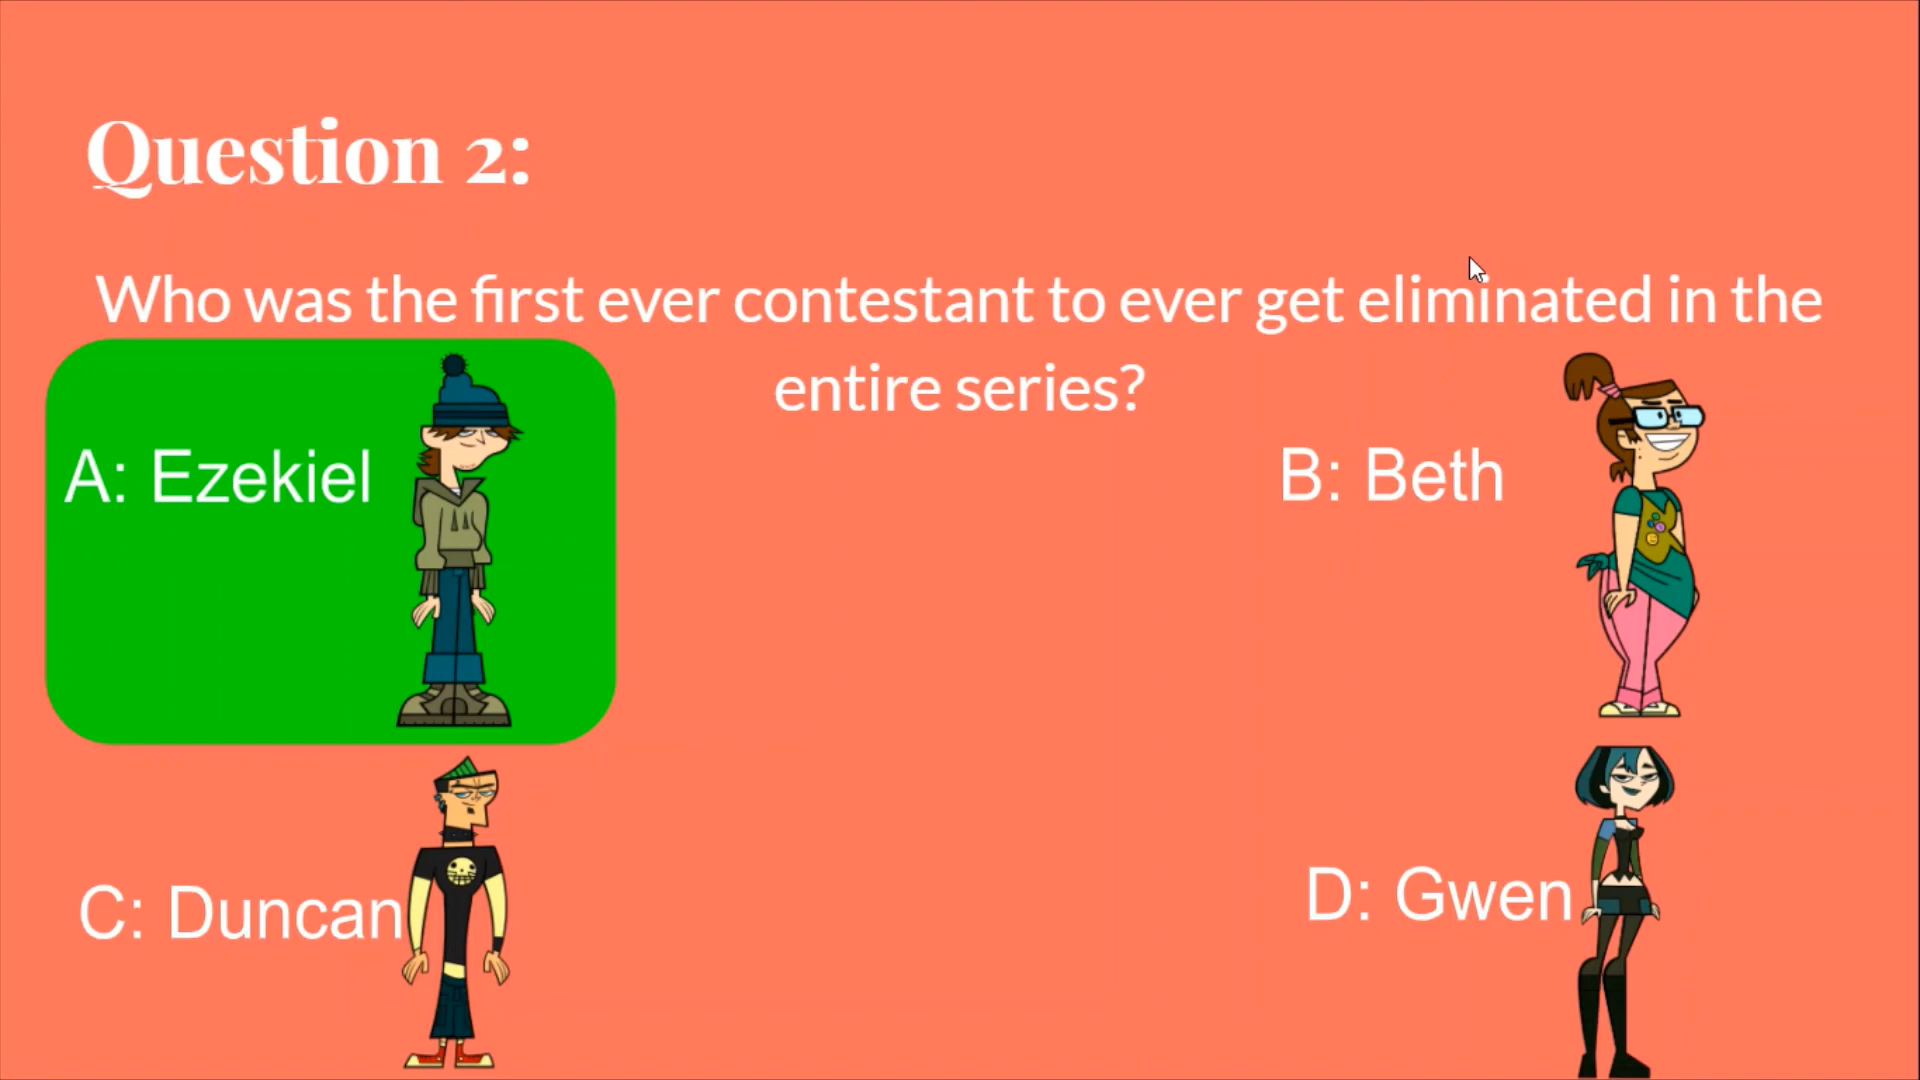 Question 2:
Who was the first ever contestant to ever get eliminated in the
entire series?
A: Ezekiel
B: Beth
C: Duncan
D: Gwen